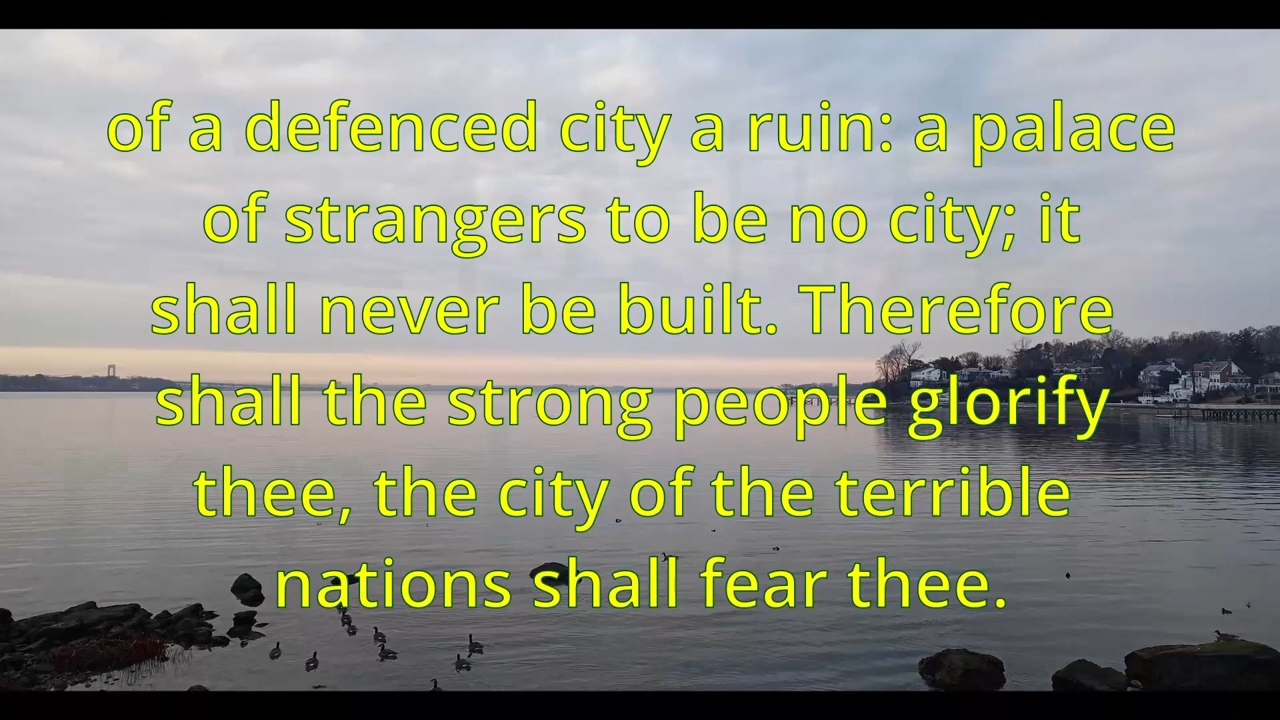 of a defenced city a ruin: a palace
of strangers to be no city; it
shall never be built. Therefore
shall the strong people glorify
thee, the city of the terrible
nations shall fear thee.